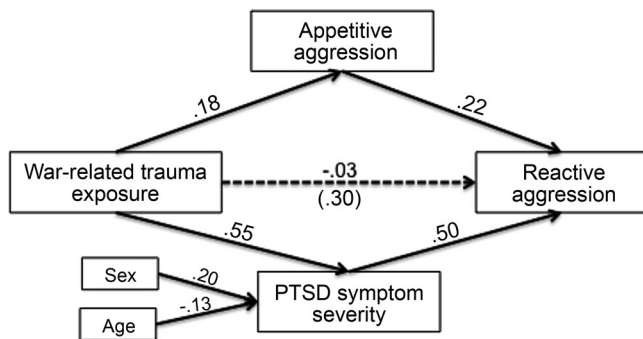 Appetitive
aggression
.18
.22
War-related trauma
exposure
-.03
(.30)
Reactive
aggression
.55
.50
Sex
.20
-.13
Age
PTSD symptom
severity